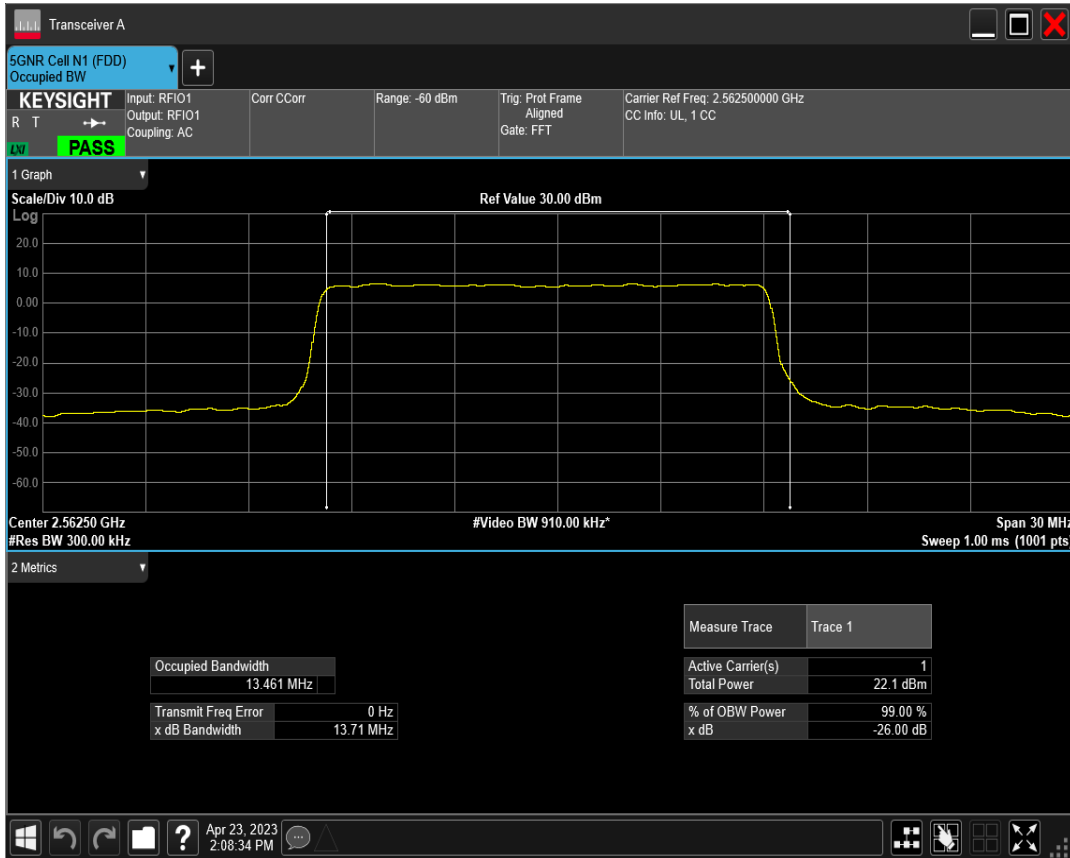 Transceiver A
5GNR Cell N1 (FDD)
Occupied BW
+
KEYSIGHT
R T
LXI
PASS
Input: RFIO1
Output: RFIO1
Coupling: AC
Corr CCorr
Range: -60 dBm
Trig: Prot Frame
Aligned
Gate: FFT
Carrier Ref Freq: 2.562500000 GHz
CC Info: UL, 1 CC
1 Graph
Scale/Div 10.0 dB
Ref Value 30.00 dBm
Log
20.0
10.0
0.00
-10.0
-20.0
-30.0
-40.0
-50.0
-60.0
Center 2.56250 GHz
#Video BW 910.00 kHz*
Span 30 MHz
#Res BW 300.00 kHz
Sweep 1.00 ms (1001 pts)
2 Metrics
Measure Trace Trace 1
Occupied Bandwidth
13.461 MHz
Active Carrier(s) 1
Total Power 22.1 dBm
Transmit Freq Error 0 Hz
x dB Bandwidth 13.71 MHz
% of OBW Power 99.00 %
x dB -26.00 dB
?
Apr 23, 2023
2:08:34 PM